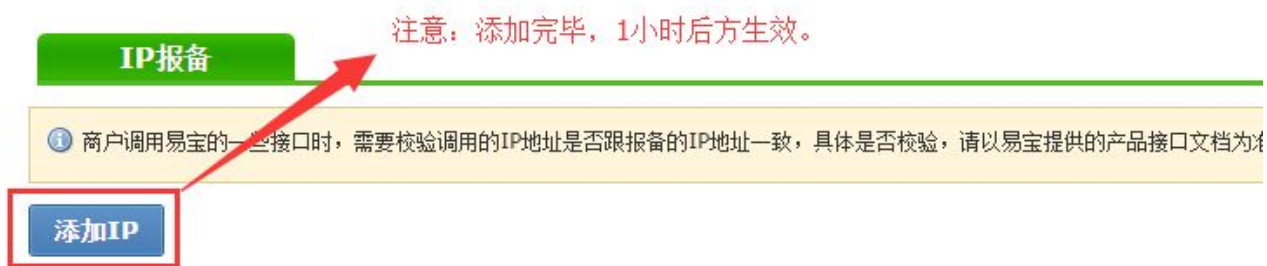 注意：添加完毕，1小时后方生效。
IP报备
商户调用易宝的一些接口时，需要校验调用的IP地址是否跟报备的IP地址一致，具体是否校验，请以易宝提供的产品接口文档为准
添加IP